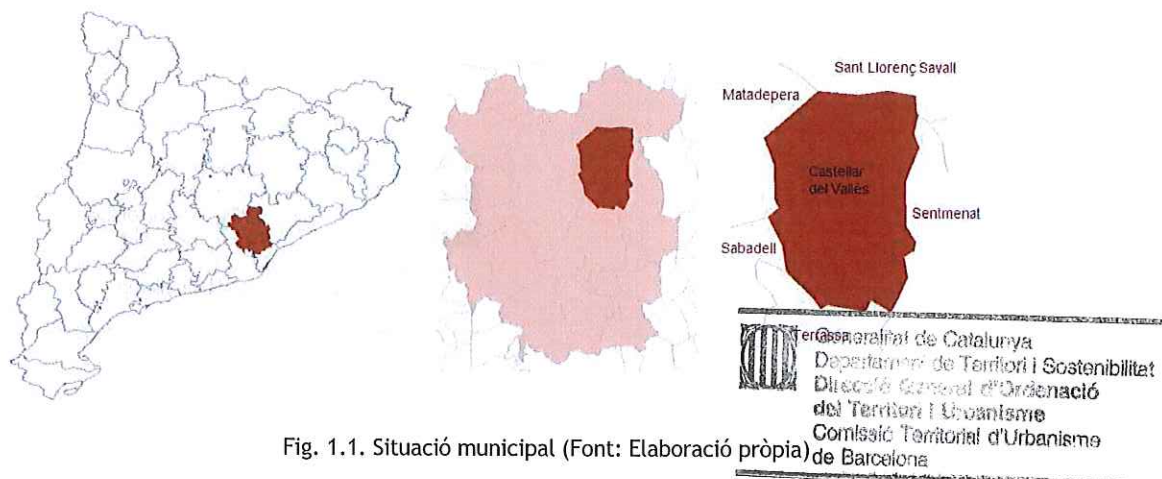 Sant Llorenç Savall
Matadepera
Castellar
del Vallès
Sentmenat
Sabadell
Terrassa
Generalitat de Catalunya
Departament de Territori i Sostenibilitat
Direcció General d'Ordenació
del Territori i Urbanisme
Comissió Territorial d'Urbanisme
de Barcelona
Fig. 1.1. Situació municipal (Font: Elaboració pròpia)